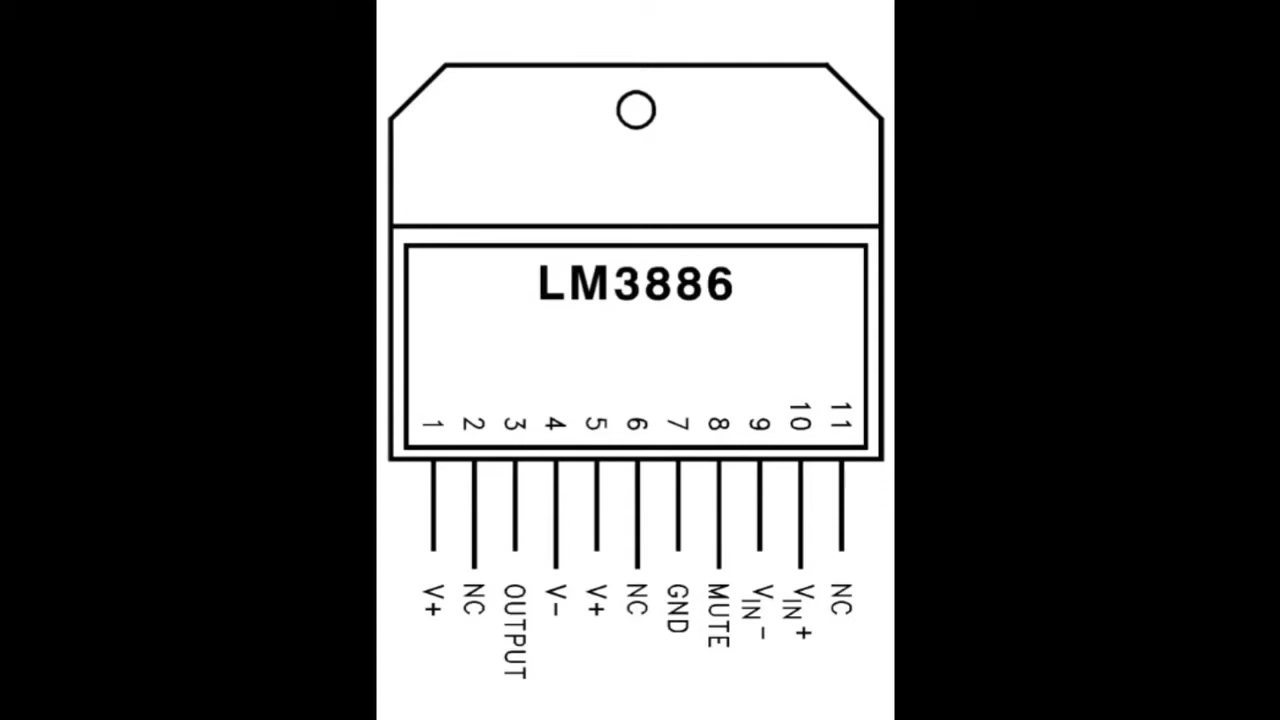 LM3886
1 2 3 4 5 6 7 8 9 10 11
V+ NC OUTPUT V- V+ NC GND MUTE VIN- VIN+ NC